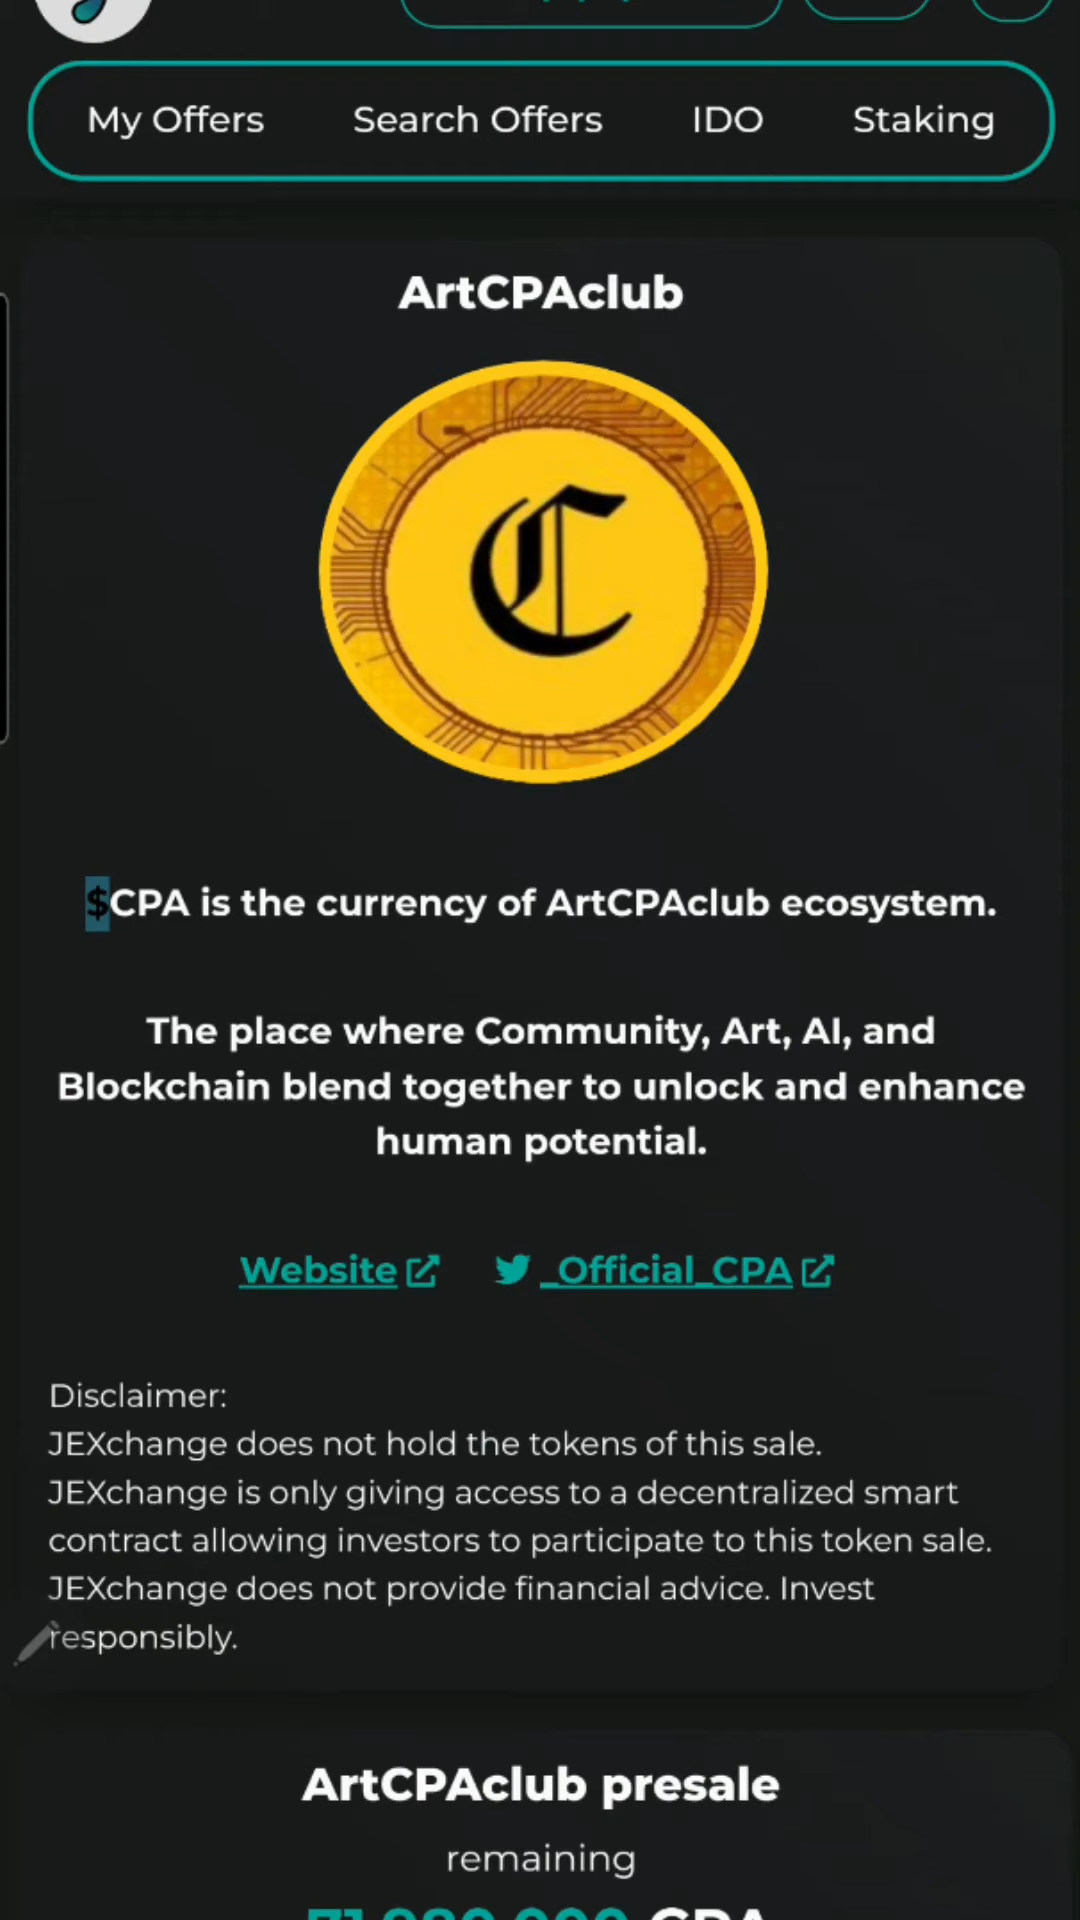 My Offers Search Offers IDO Staking
ArtCPAclub
C
$CPA is the currency of ArtCPAclub ecosystem.
The place where Community, Art, AI, and
Blockchain blend together to unlock and enhance
human potential.
Website _Official_CPA
Disclaimer:
JEXchange does not hold the tokens of this sale.
JEXchange is only giving access to a decentralized smart
contract allowing investors to participate to this token sale.
JEXchange does not provide financial advice. Invest
responsibly.
ArtCPAclub presale
remaining
CPA